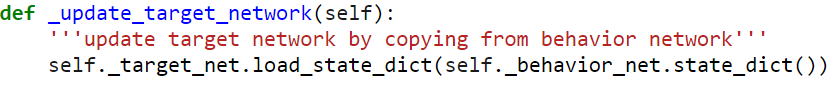 def _update_target_network(self):
    '''update target network by copying from behavior network'''
    self._target_net.load_state_dict(self._behavior_net.state_dict())